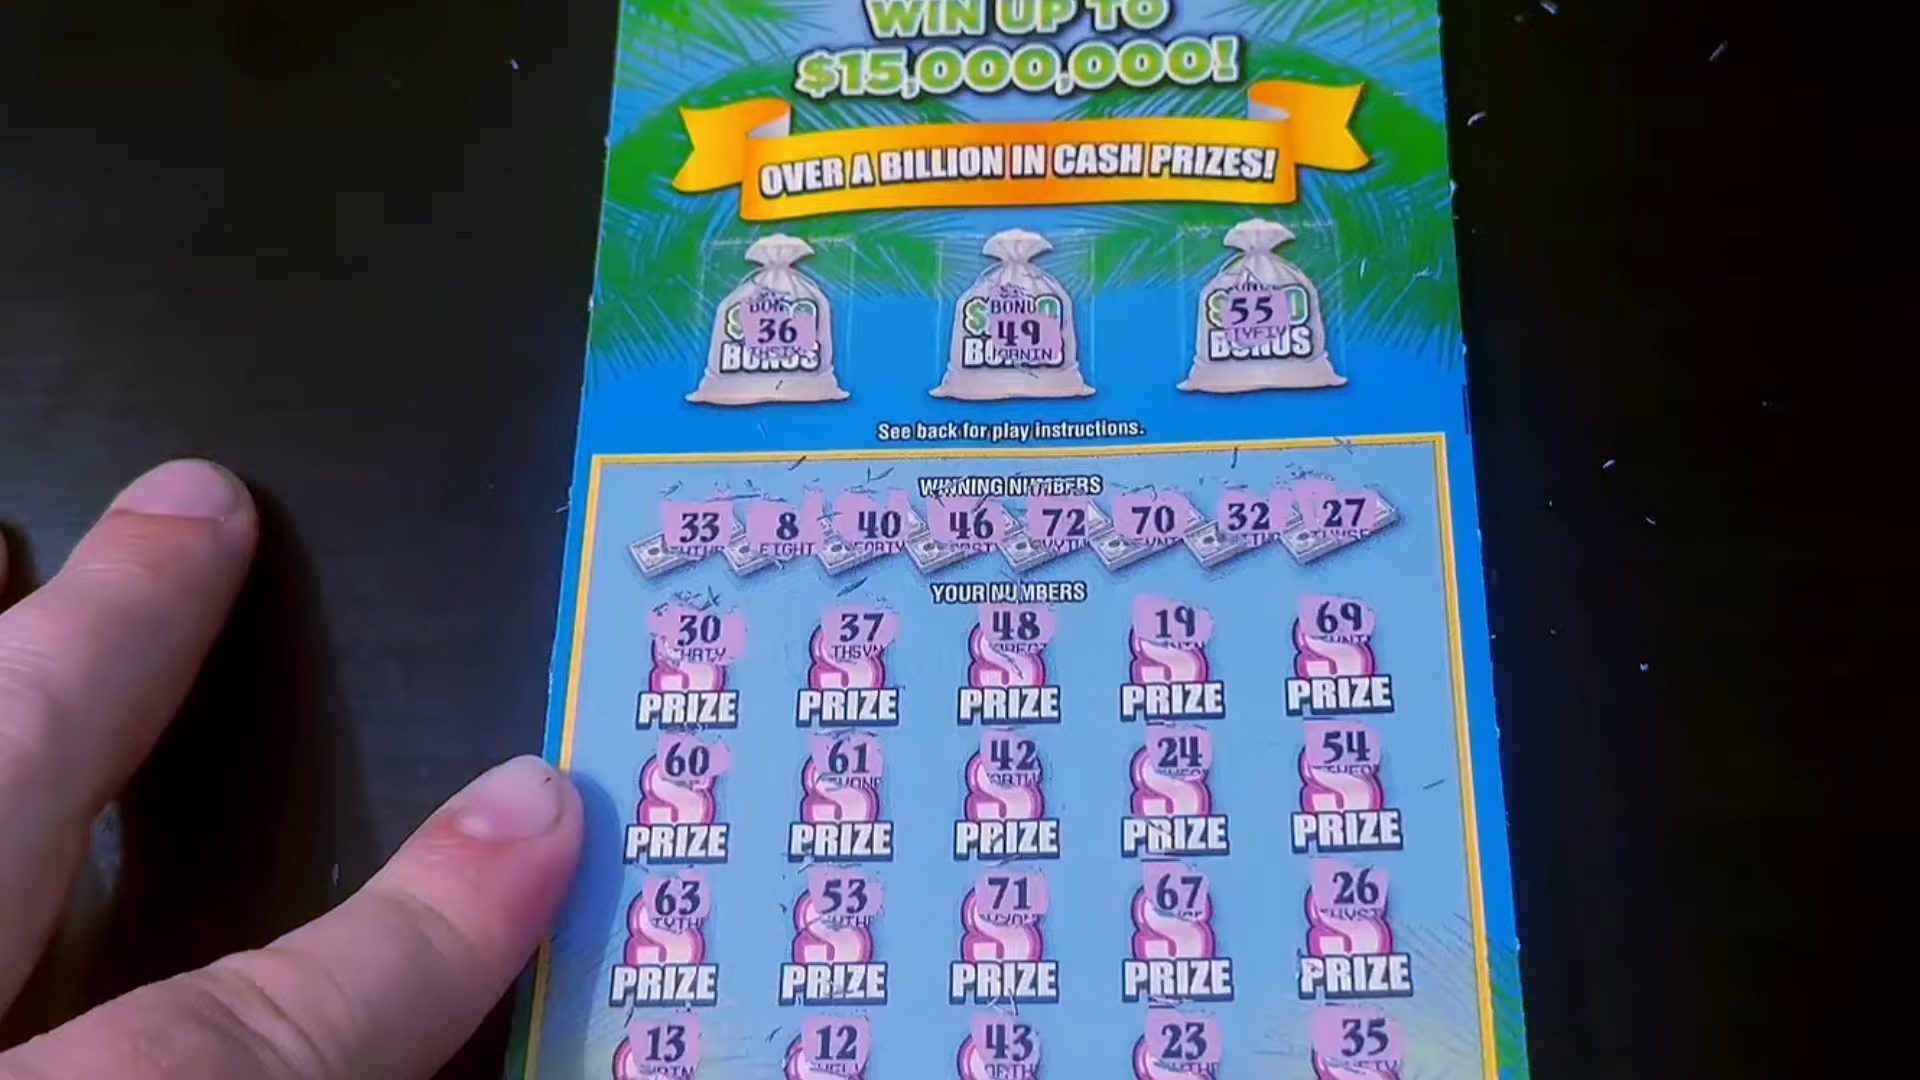 WIN UP TO
$15,000,000!
OVER A BILLION IN CASH PRIZES!
36 49 55
BONUS
See back for play instructions.
WINNING NUMBERS
33 8 40 46 72 70 32 27
EIGHT
YOUR NUMBERS
30 37 48 19 69
THSVN
PRIZE PRIZE PRIZE PRIZE PRIZE
60 61 42 24 54
PRIZE PRIZE PRIZE PRIZE PRIZE
63 53 71 67 26
PRIZE PRIZE PRIZE PRIZE PRIZE
13 12 43 23 35